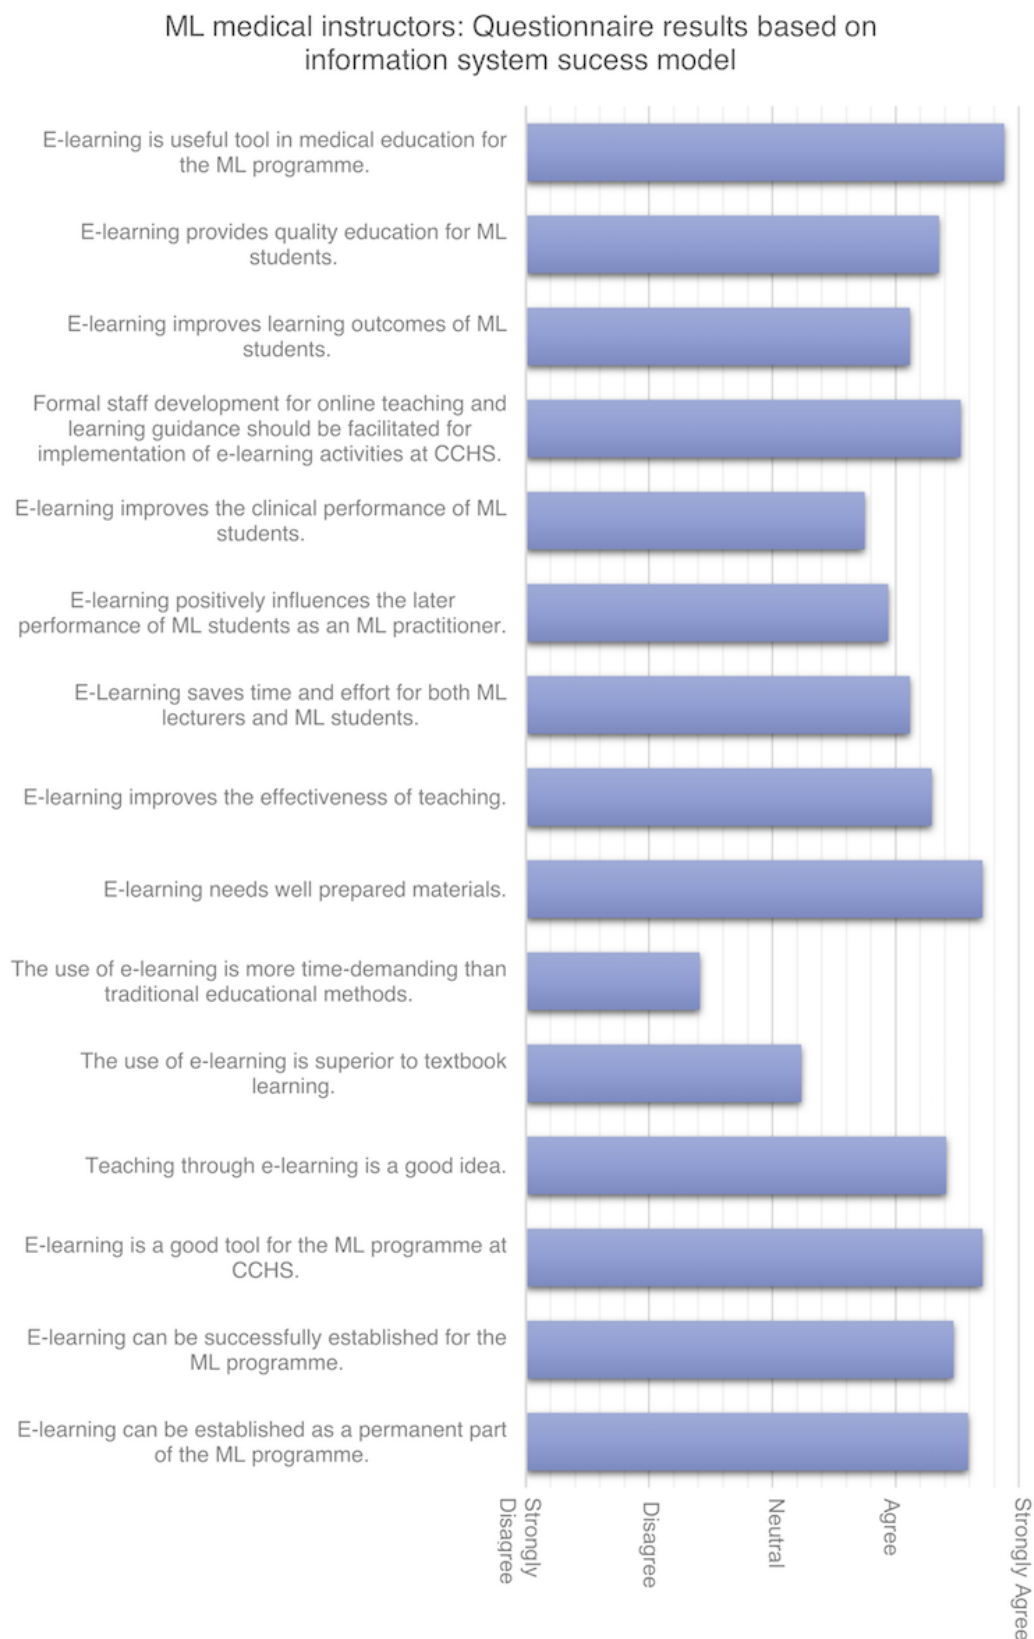 ML medical instructors: Questionnaire results based on
information system sucess model
E-learning is useful tool in medical education for
the ML programme.
E-learning provides quality education for ML
students.
E-learning improves learning outcomes of ML
students.
Formal staff development for online teaching and
learning guidance should be facilitated for
implementation of e-learning activities at CCHS.
E-learning improves the clinical performance of ML
students.
E-learning positively influences the later
performance of ML students as an ML practitioner.
E-Learning saves time and effort for both ML
lecturers and ML students.
E-learning improves the effectiveness of teaching.
E-learning needs well prepared materials.
The use of e-learning is more time-demanding than
traditional educational methods.
The use of e-learning is superior to textbook
learning.
Teaching through e-learning is a good idea.
E-learning is a good tool for the ML programme at
CCHS.
E-learning can be successfully established for the
ML programme.
E-learning can be established as a permanent part
of the ML programme.
Strongly
Disagree
Disagree
Neutral
Agree
Strongly Agree